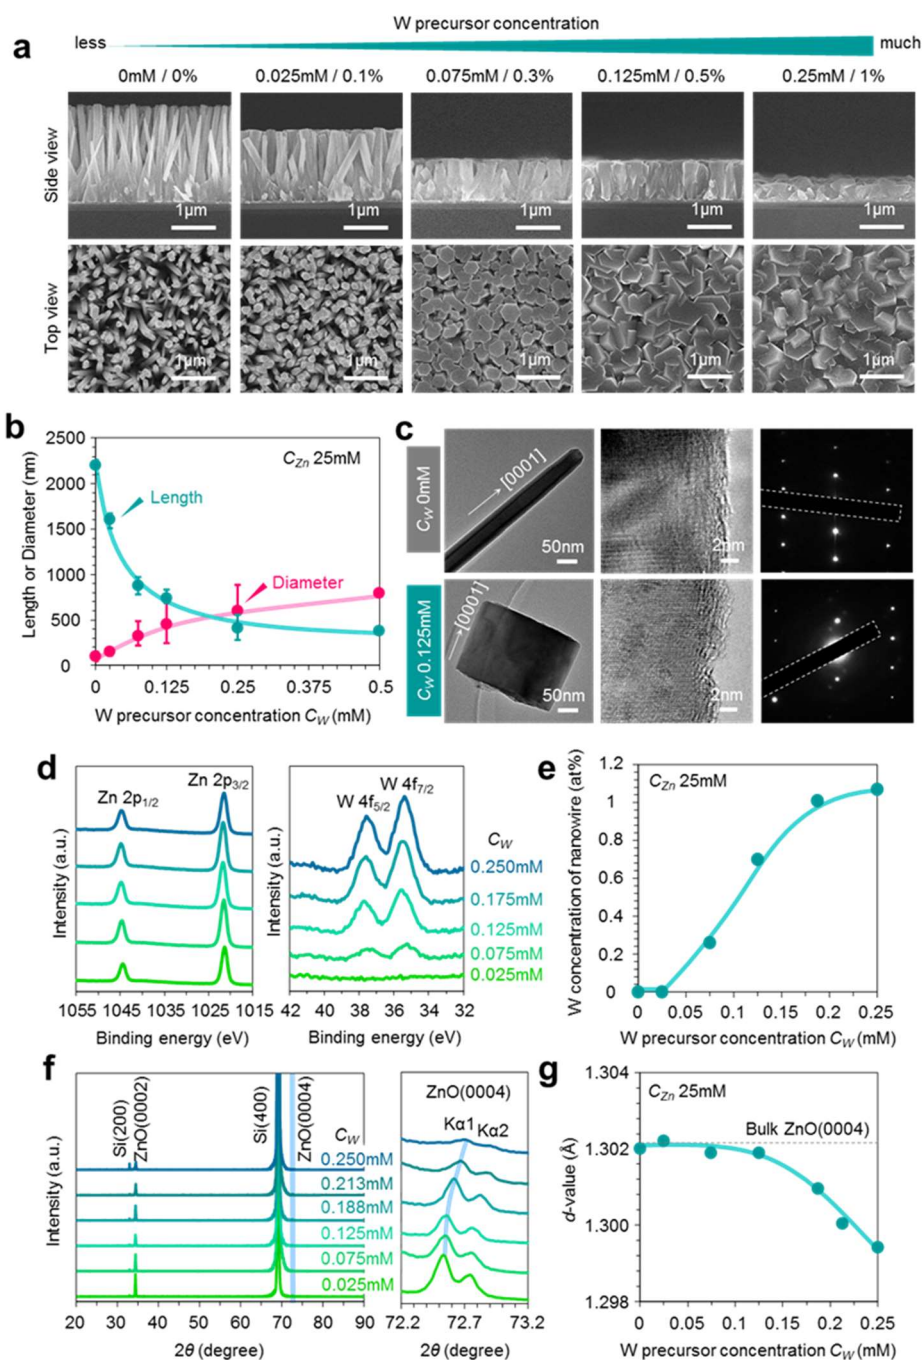 W precursor concentration
a
less
much
0mM / 0%
0.025mM / 0.1%
0.075mM / 0.3%
0.125mM / 0.5%
0.25mM / 1%
Side view
1μm
1μm
1μm
1μm
1μm
Top view
1μm
1μm
1μm
1μm
1μm
b
Length or Diameter (nm)
2500
2000
1500
1000
500
0
C_Zn 25mM
Length
Diameter
0
0.125
0.25
0.375
0.5
W precursor concentration C_W (mM)
c
C_W 0mM
[0001]
50nm
2nm
C_W 0.125mM
[0001]
50nm
2nm
d
Intensity (a.u.)
Zn 2p1/2
Zn 2p3/2
1055
1045
1035
1025
1015
Binding energy (eV)
Intensity (a.u.)
W 4f5/2
W 4f7/2
C_W
0.250mM
0.175mM
0.125mM
0.075mM
0.025mM
42
40
38
36
34
32
Binding energy (eV)
e
W concentration of nanowire (at%)
1.2
1
0.8
0.6
0.4
0.2
0
C_Zn 25mM
0
0.05
0.1
0.15
0.2
0.25
W precursor concentration C_W (mM)
f
Intensity (a.u.)
Si(200)
ZnO(0002)
Si(400)
ZnO(0004)
C_W
0.250mM
0.213mM
0.188mM
0.125mM
0.075mM
0.025mM
20
30
40
50
60
70
80
90
2θ (degree)
ZnO(0004)
Kα1
Kα2
72.2
72.7
73.2
2θ (degree)
g
d-value (Å)
1.304
1.302
1.300
1.298
C_Zn 25mM
Bulk ZnO(0004)
0
0.05
0.1
0.15
0.2
0.25
W precursor concentration C_W (mM)